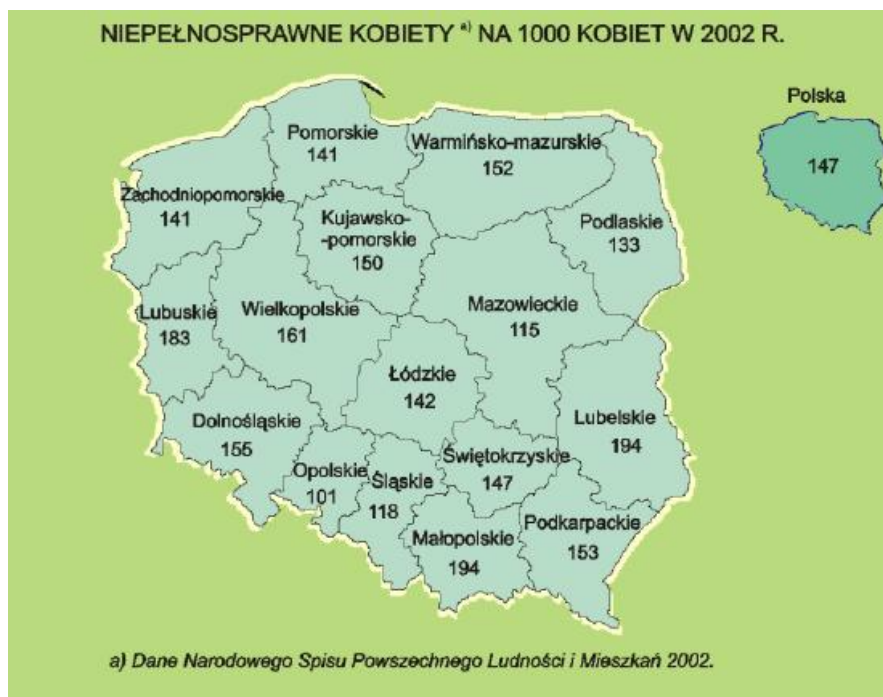 NIEPEŁNOSPRAWNE KOBIETY a) NA 1000 KOBIET W 2002 R.
Polska
147
Pomorskie
141
Warmińsko-mazurskie
152
Zachodniopomorskie
141
Kujawsko-
-pomorskie
150
Podlaskie
133
Lubuskie
183
Wielkopolskie
161
Mazowieckie
115
Łódzkie
142
Dolnośląskie
155
Lubelskie
194
Opolskie
101
Śląskie
118
Świętokrzyskie
147
Małopolskie
194
Podkarpackie
153
a) Dane Narodowego Spisu Powszechnego Ludności i Mieszkań 2002.